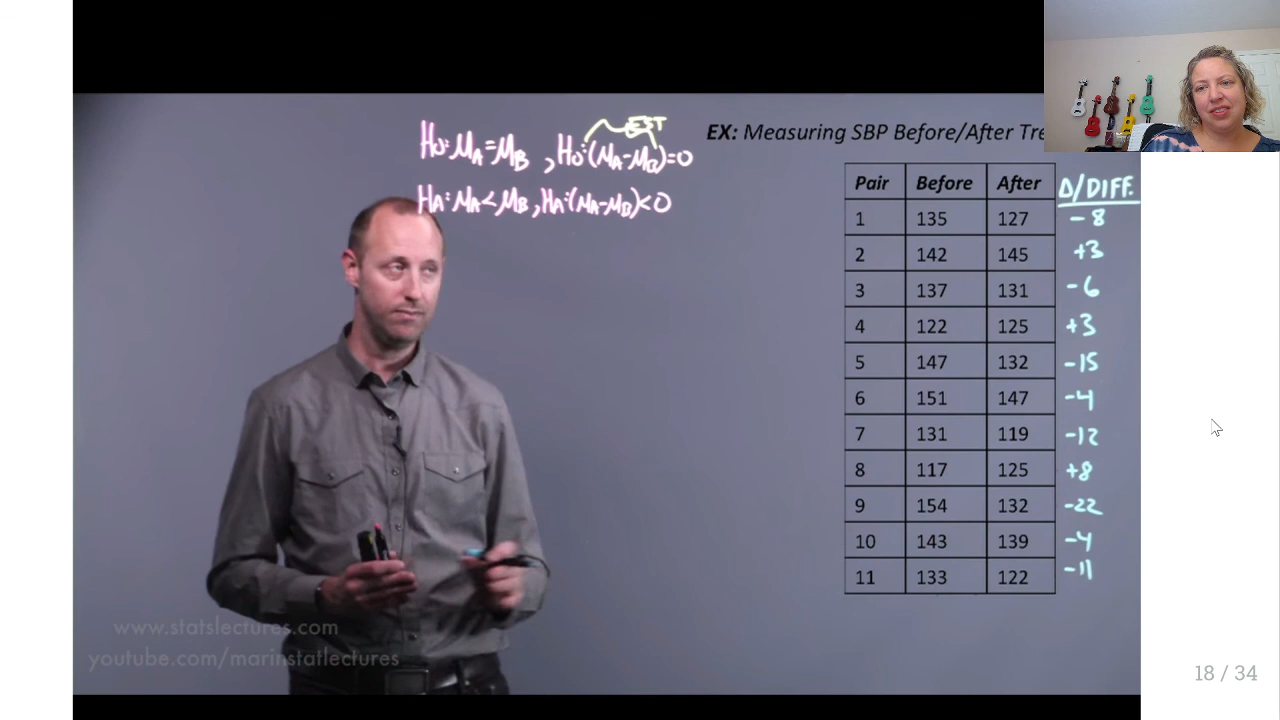 EST
H0: μA=μB , H0: (μA-μB)=0
HA: μA<μB, HA: (μA-μB)<0
EX: Measuring SBP Before/After Tre
Pair Before After Δ/DIFF.
1 135 127 -8
2 142 145 +3
3 137 131 -6
4 122 125 +3
5 147 132 -15
6 151 147 -4
7 131 119 -12
8 117 125 +8
9 154 132 -22
10 143 139 -4
11 133 122 -11
www.statslectures.com
youtube.com/marinstatlectures
18 / 34